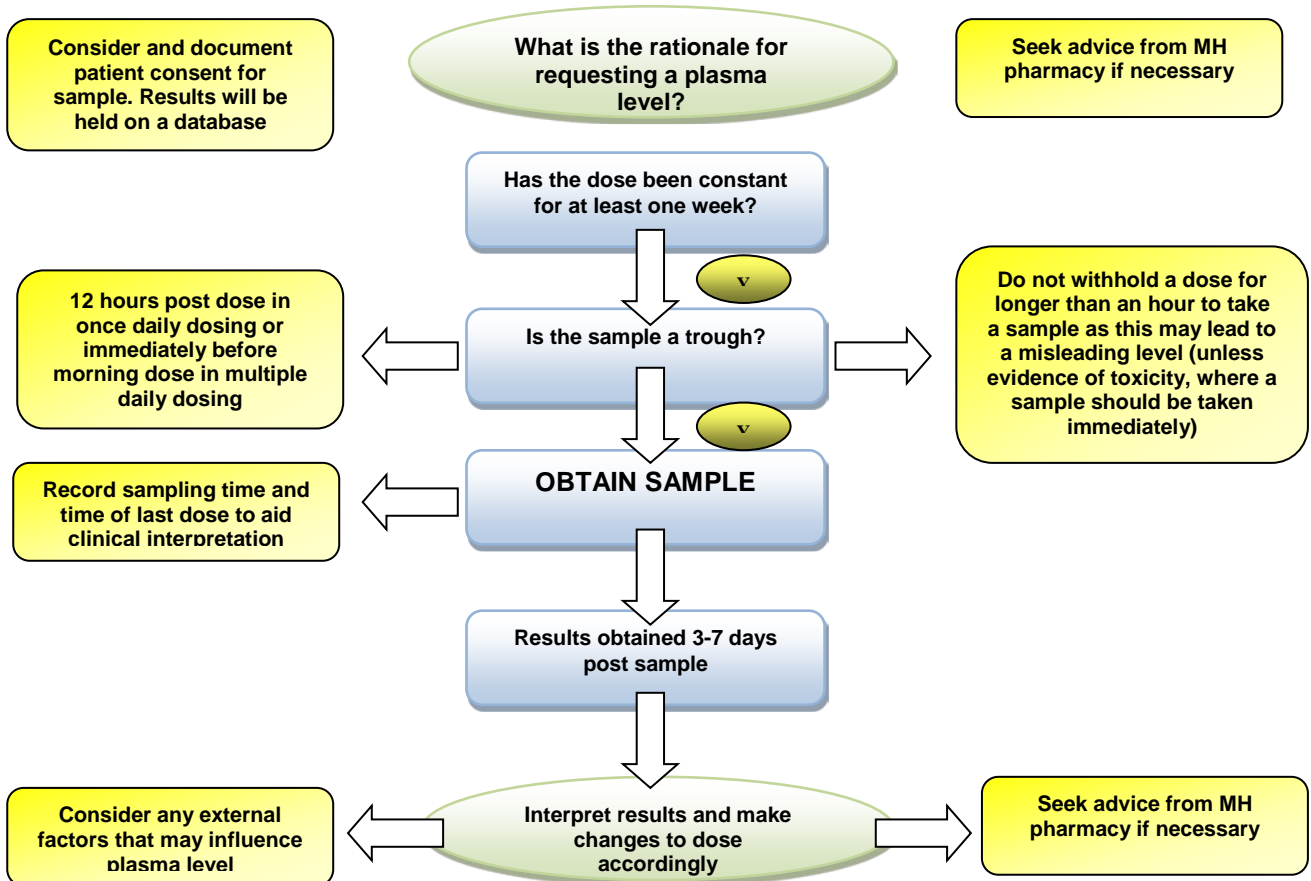 Consider and document
patient consent for
sample. Results will be
held on a database
What is the rationale for
requesting a plasma
level?
Seek advice from MH
pharmacy if necessary
Has the dose been constant
for at least one week?
v
12 hours post dose in
once daily dosing or
immediately before
morning dose in multiple
daily dosing
Is the sample a trough?
Do not withhold a dose for
longer than an hour to take
a sample as this may lead to
a misleading level (unless
evidence of toxicity, where a
sample should be taken
immediately)
v
OBTAIN SAMPLE
Record sampling time and
time of last dose to aid
clinical interpretation
Results obtained 3-7 days
post sample
Consider any external
factors that may influence
plasma level
Interpret results and make
changes to dose
accordingly
Seek advice from MH
pharmacy if necessary